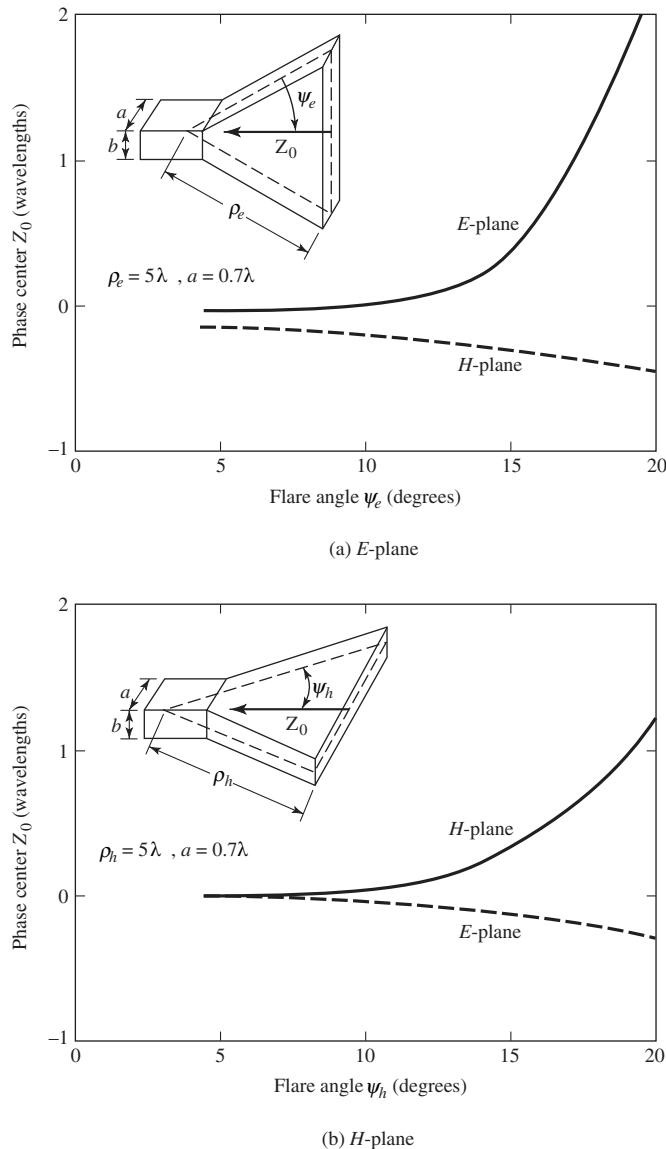 2
1
0
–1
Phase center Z₀ (wavelengths)
a
b
ψₑ
Z₀
ρₑ
ρₑ = 5λ , a = 0.7λ
E-plane
H-plane
0 5 10 15 20
Flare angle ψₑ (degrees)
(a) E-plane
2
1
0
–1
Phase center Z₀ (wavelengths)
a
b
ψₕ
Z₀
ρₕ
ρₕ = 5λ , a = 0.7λ
H-plane
E-plane
0 5 10 15 20
Flare angle ψₕ (degrees)
(b) H-plane